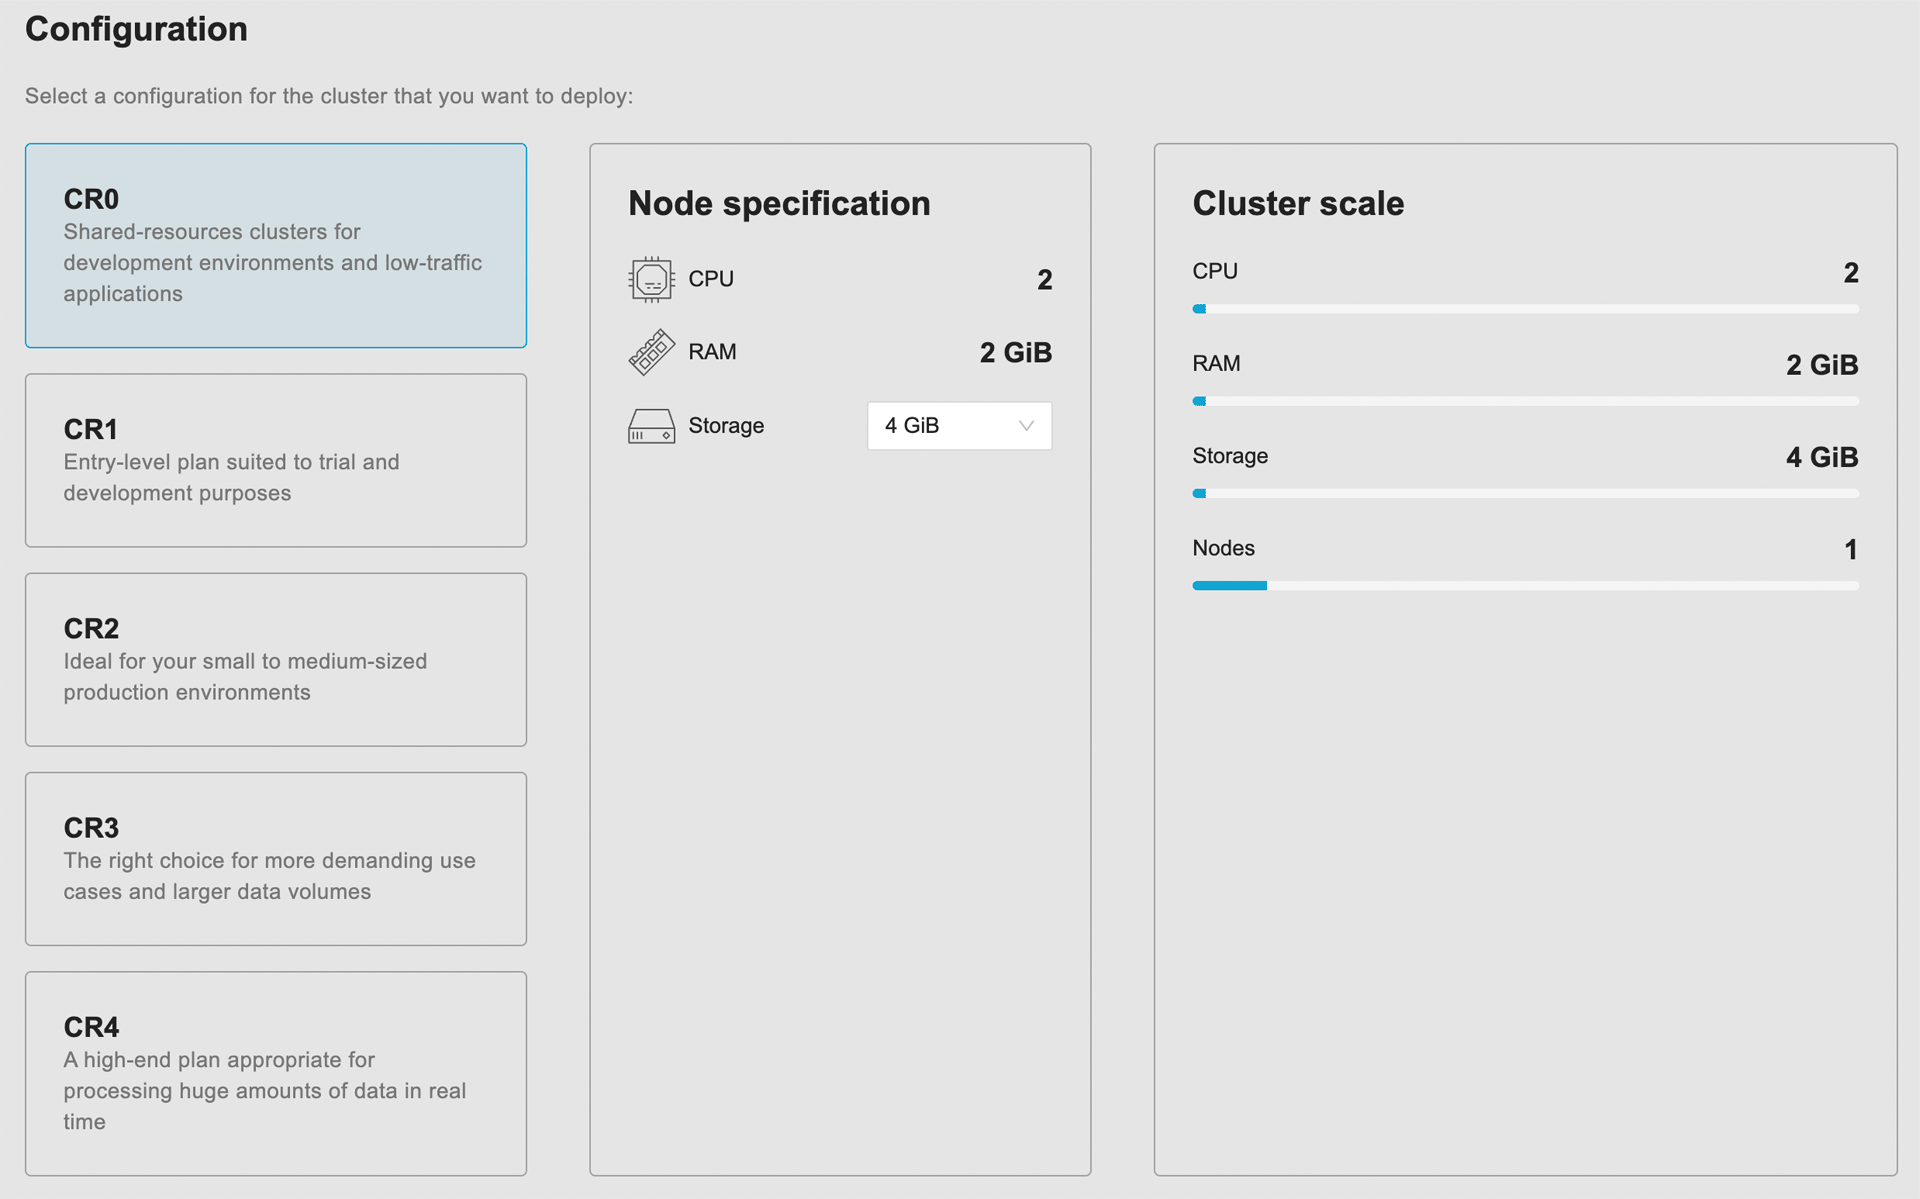 Configuration
Select a configuration for the cluster that you want to deploy:
CR0
Shared-resources clusters for
development environments and low-traffic
applications
CR1
Entry-level plan suited to trial and
development purposes
CR2
Ideal for your small to medium-sized
production environments
CR3
The right choice for more demanding use
cases and larger data volumes
CR4
A high-end plan appropriate for
processing huge amounts of data in real
time
Node specification
CPU 2
RAM 2 GiB
Storage 4 GiB
Cluster scale
CPU 2
RAM 2 GiB
Storage 4 GiB
Nodes 1